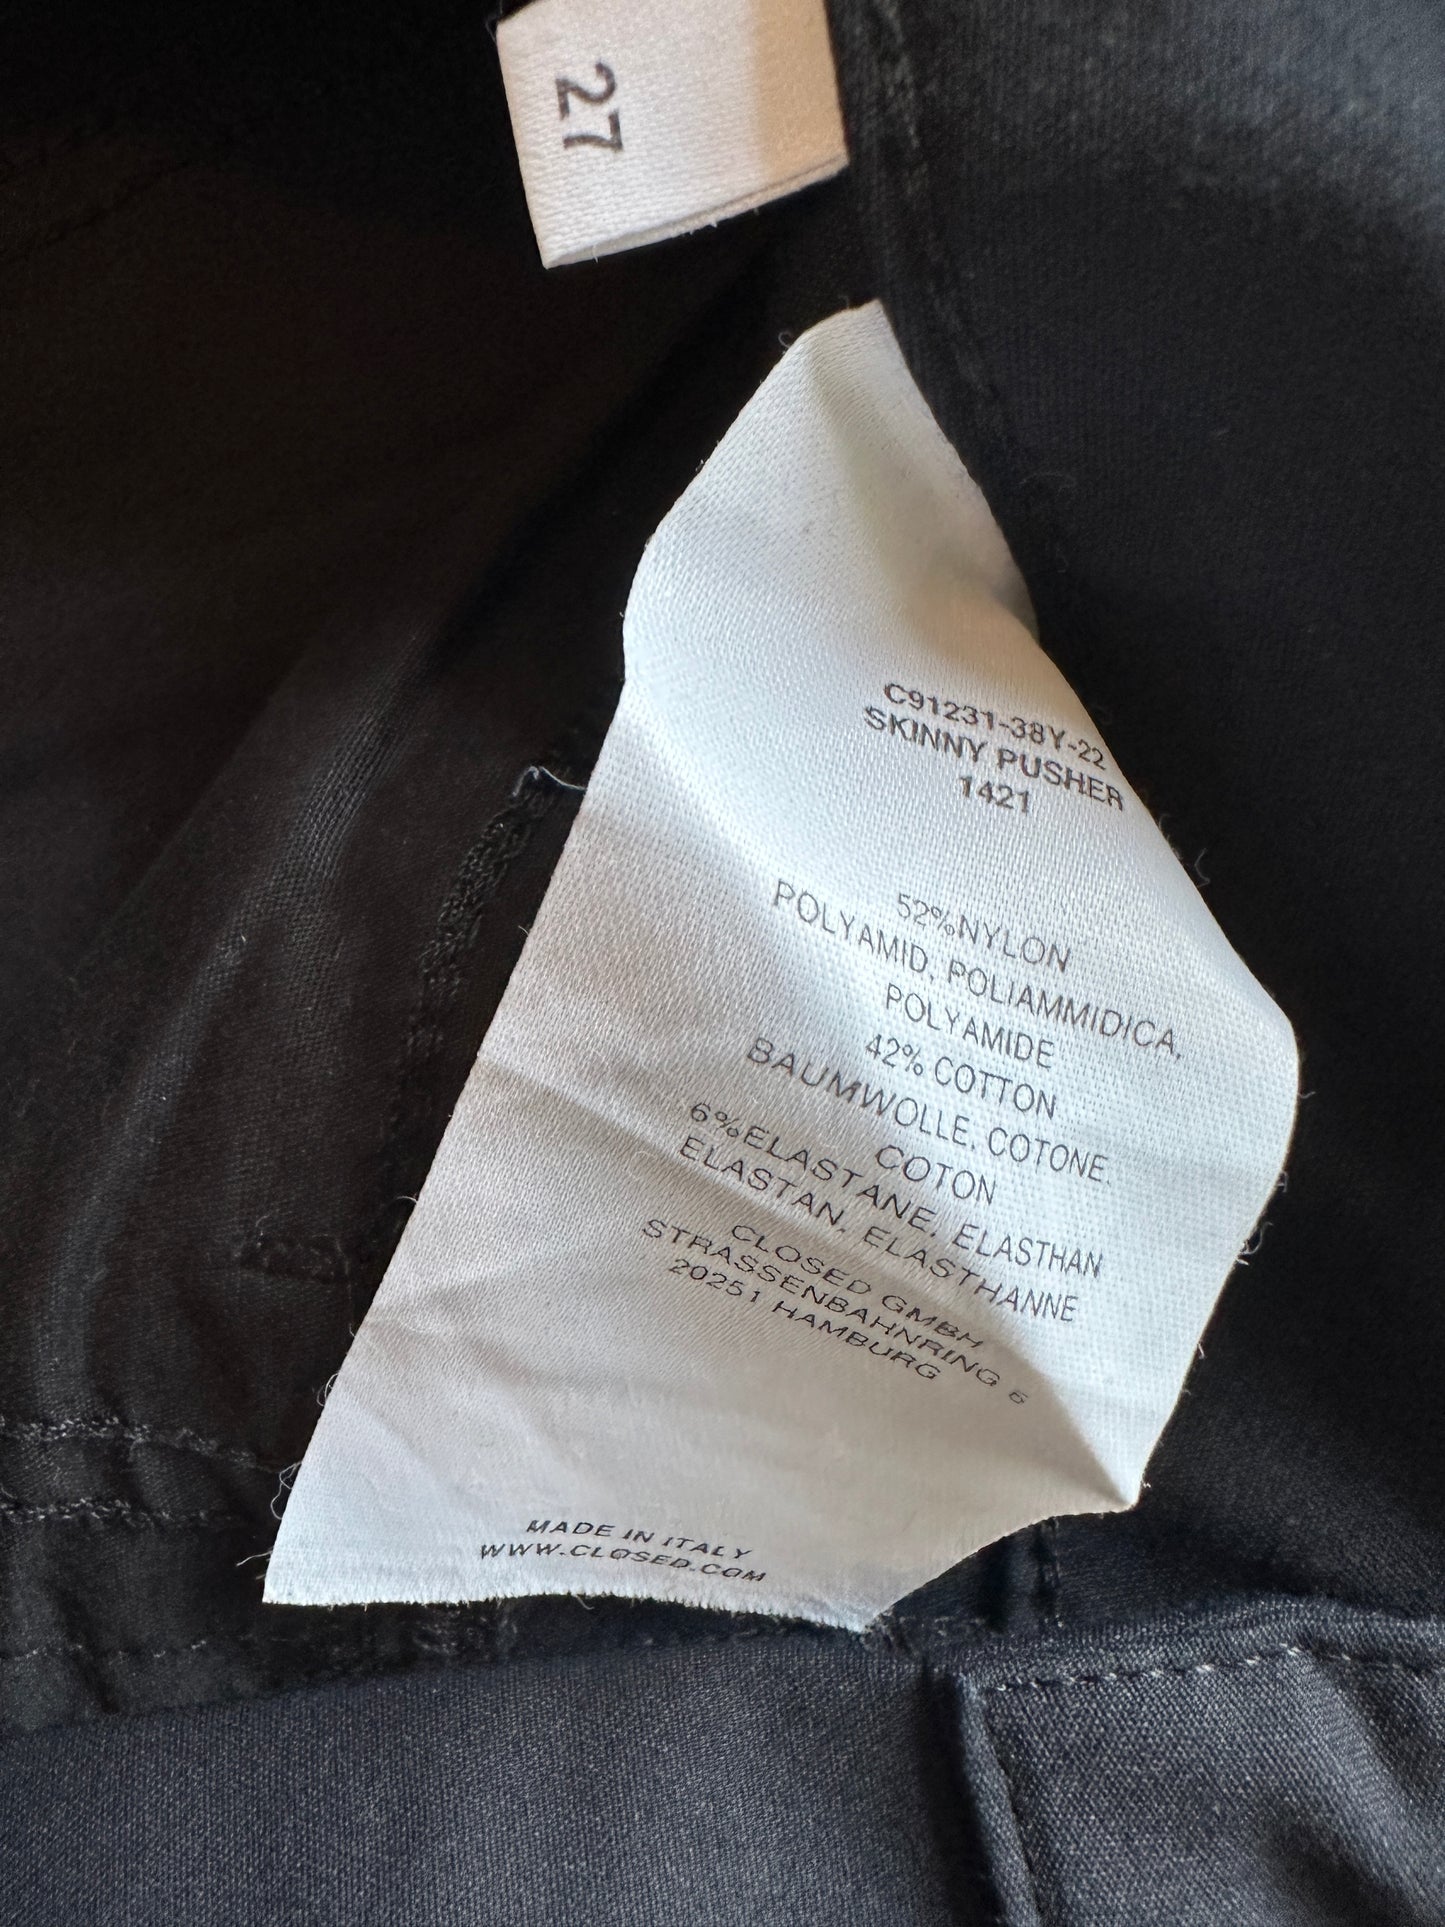 27
C91231-38Y-22
SKINNY PUSHER
1421
52%NYLON
POLYAMID, POLIAMMIDICA,
POLYAMIDE
42% COTTON
BAUMWOLLE, COTONE.
COTON
6%ELASTANE, ELASTHAN
ELASTAN, ELASTHANNE
CLOSED GMBH
STRASSENBAHNRING 6
20251 HAMBURG
MADE IN ITALY
WWW.CLOSED.COM